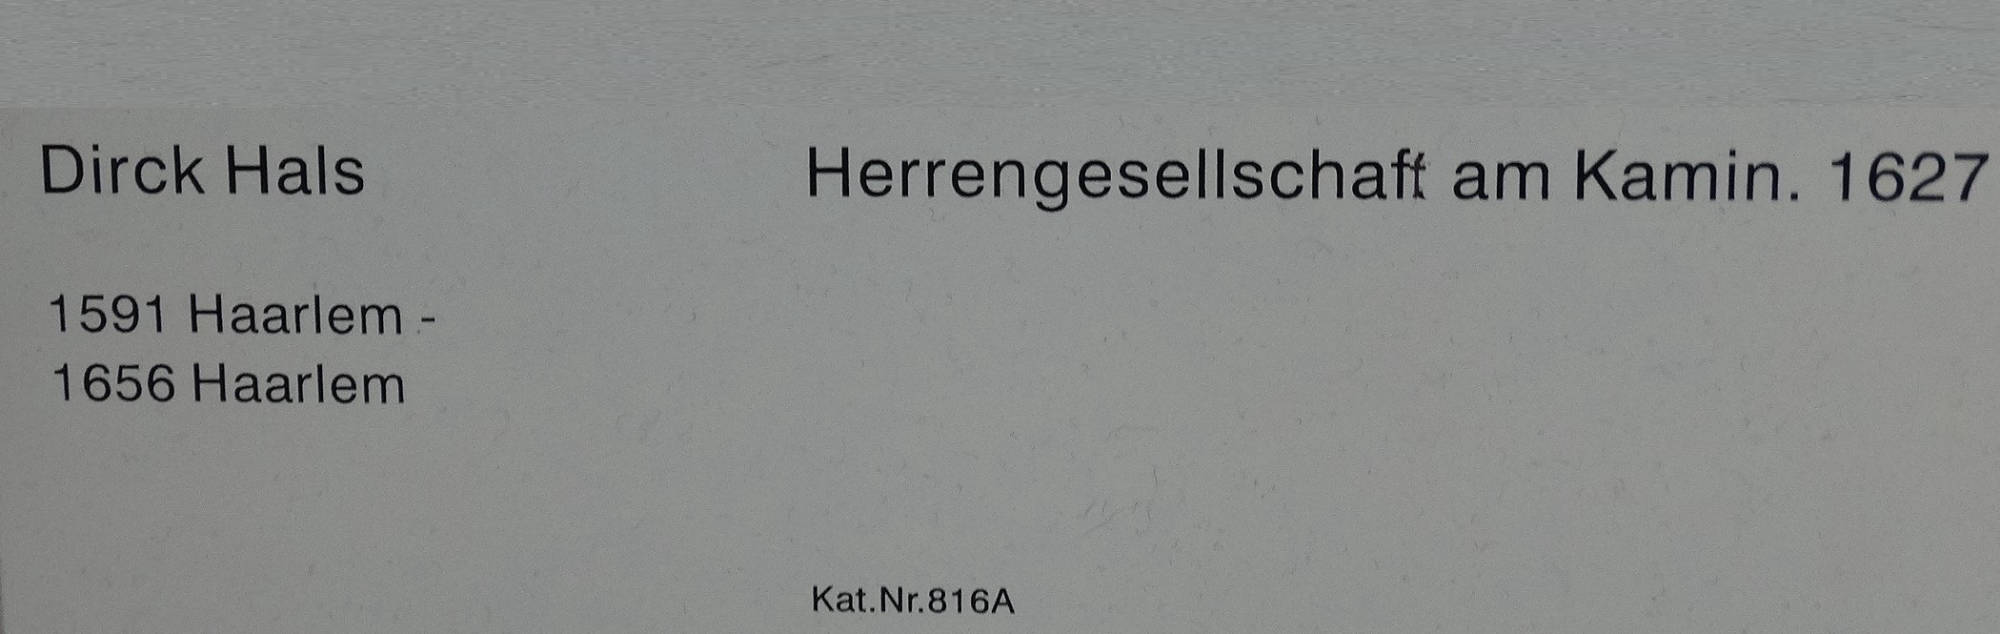 Dirck Hals
Herrengesellschaft am Kamin. 1627
1591 Haarlem -
1656 Haarlem
Kat.Nr.816A